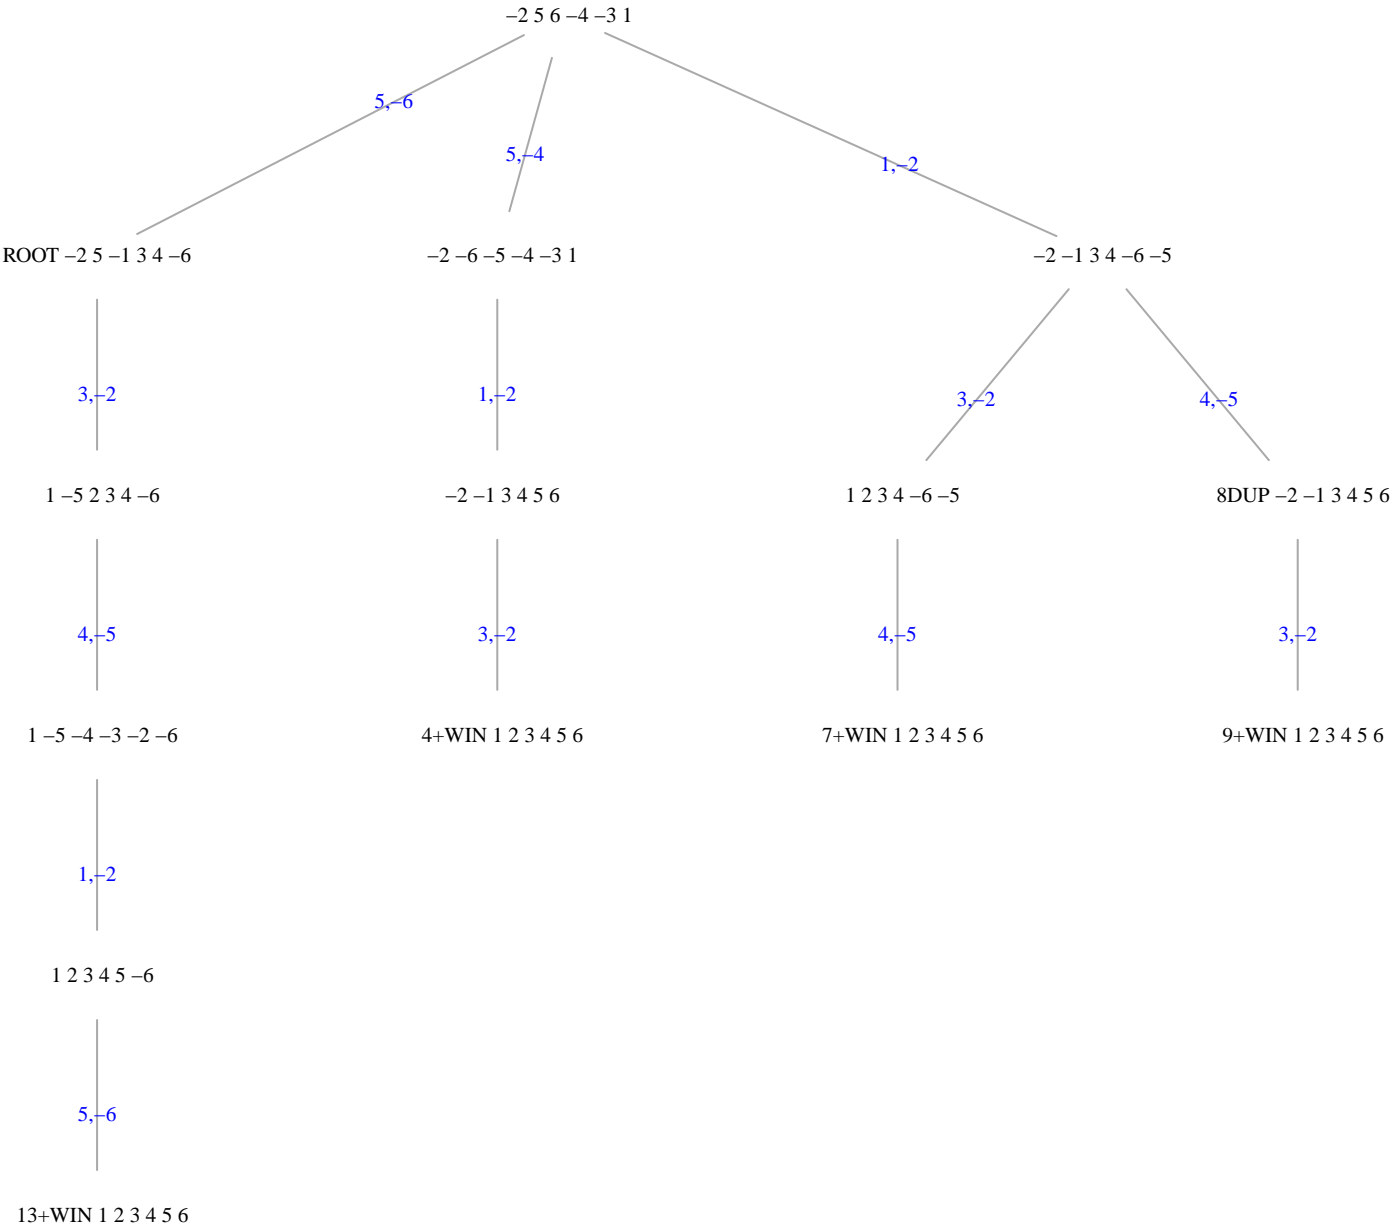 –2 5 6 –4 –3 1
5,–6
5,–4
1,–2
ROOT –2 5 –1 3 4 –6
–2 –6 –5 –4 –3 1
–2 –1 3 4 –6 –5
3,–2
1,–2
3,–2
4,–5
1 –5 2 3 4 –6
–2 –1 3 4 5 6
1 2 3 4 –6 –5
8DUP –2 –1 3 4 5 6
4,–5
3,–2
4,–5
3,–2
1 –5 –4 –3 –2 –6
4+WIN 1 2 3 4 5 6
7+WIN 1 2 3 4 5 6
9+WIN 1 2 3 4 5 6
1,–2
1 2 3 4 5 –6
5,–6
13+WIN 1 2 3 4 5 6